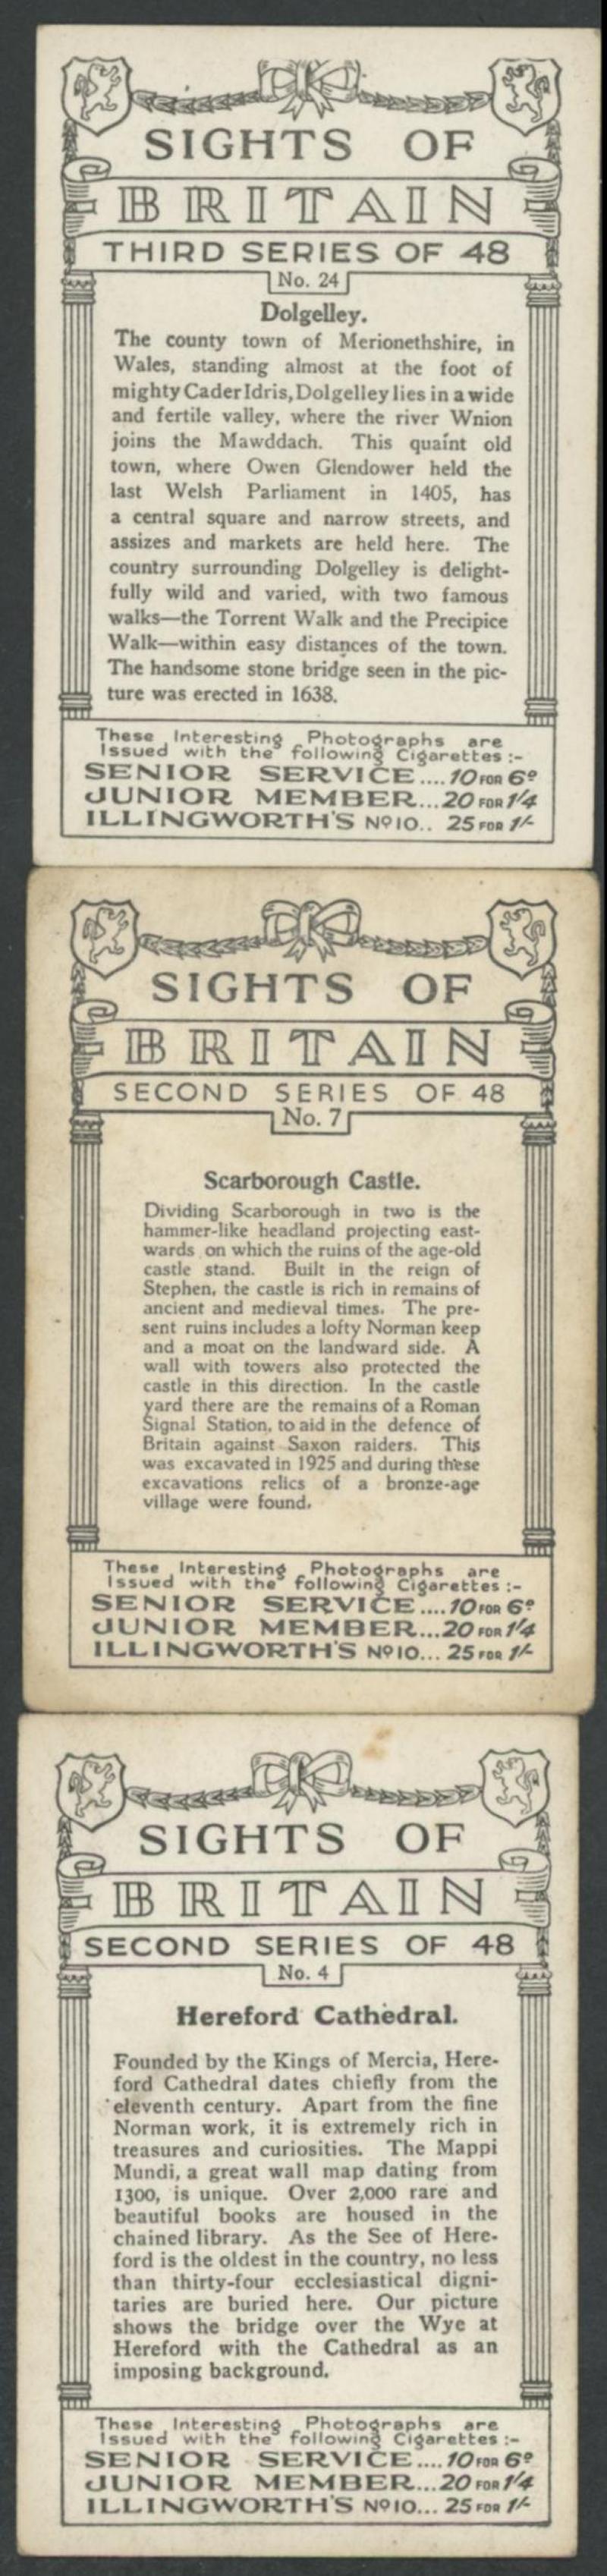 SIGHTS OF
BRITAIN
THIRD SERIES OF 48
No. 24
Dolgelley.
The county town of Merionethshire, in
Wales, standing almost at the foot of
mighty Cader Idris, Dolgelley lies in a wide
and fertile valley, where the river Wnion
joins the Mawddach. This quaint old
town, where Owen Glendower held the
last Welsh Parliament in 1405, has
a central square and narrow streets, and
assizes and markets are held here. The
country surrounding Dolgelley is delight-
fully wild and varied, with two famous
walks—the Torrent Walk and the Precipice
Walk—within easy distances of the town.
The handsome stone bridge seen in the pic-
ture was erected in 1638.
These Interesting Photographs are
Issued with the following Cigarettes :-
SENIOR SERVICE.... 10 FOR 6D
JUNIOR MEMBER... 20 FOR 1/4
ILLINGWORTH'S No 10.. 25 FOR 1/-
SIGHTS OF
BRITAIN
SECOND SERIES OF 48
No. 7
Scarborough Castle.
Dividing Scarborough in two is the
hammer-like headland projecting east-
wards on which the ruins of the age-old
castle stand. Built in the reign of
Stephen, the castle is rich in remains of
ancient and medieval times. The pre-
sent ruins includes a lofty Norman keep
and a moat on the landward side. A
wall with towers also protected the
castle in this direction. In the castle
yard there are the remains of a Roman
Signal Station, to aid in the defence of
Britain against Saxon raiders. This
was excavated in 1925 and during these
excavations relics of a bronze-age
village were found.
These Interesting Photographs are
Issued with the following Cigarettes :-
SENIOR SERVICE.... 10 FOR 6D
JUNIOR MEMBER... 20 FOR 1/4
ILLINGWORTH'S No 10... 25 FOR 1/-
SIGHTS OF
BRITAIN
SECOND SERIES OF 48
No. 4
Hereford Cathedral.
Founded by the Kings of Mercia, Here-
ford Cathedral dates chiefly from the
eleventh century. Apart from the fine
Norman work, it is extremely rich in
treasures and curiosities. The Mappi
Mundi, a great wall map dating from
1300, is unique. Over 2,000 rare and
beautiful books are housed in the
chained library. As the See of Here-
ford is the oldest in the country, no less
than thirty-four ecclesiastical digni-
taries are buried here. Our picture
shows the bridge over the Wye at
Hereford with the Cathedral as an
imposing background.
These Interesting Photographs are
Issued with the following Cigarettes :-
SENIOR SERVICE.... 10 FOR 6D
JUNIOR MEMBER... 20 FOR 1/4
ILLINGWORTH'S No 10... 25 FOR 1/-